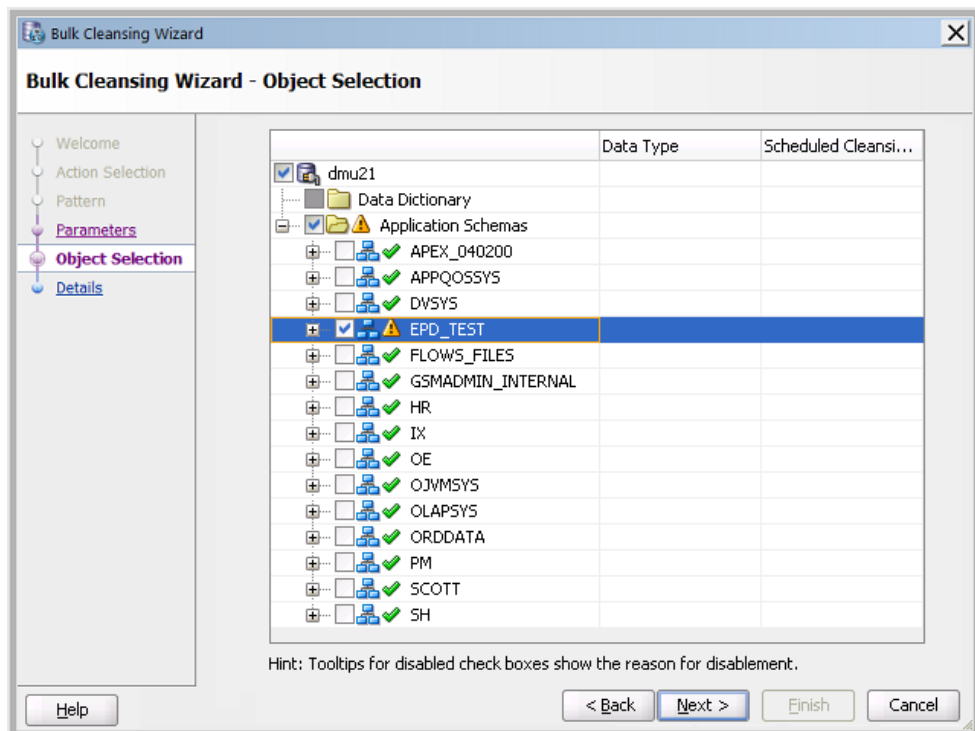 Bulk Cleansing Wizard
Bulk Cleansing Wizard - Object Selection
Welcome
Action Selection
Pattern
Parameters
Object Selection
Details
Data Type Scheduled Cleansi...
dmu21
Data Dictionary
Application Schemas
APEX_040200
APPQOSSYS
DVSYS
EPD_TEST
FLOWS_FILES
GSMADMIN_INTERNAL
HR
IX
OE
OJVMSYS
OLAPSYS
ORDDATA
PM
SCOTT
SH
Hint: Tooltips for disabled check boxes show the reason for disablement.
Help < Back Next > Finish Cancel